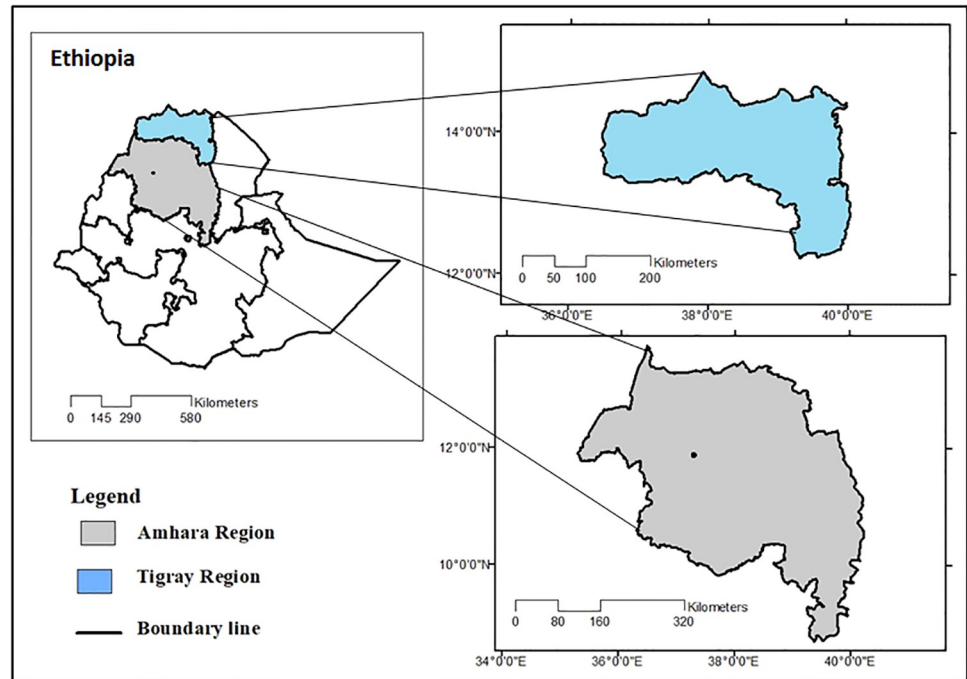 Ethiopia
Kilometers
0 145 290 580
Legend
Amhara Region
Tigray Region
Boundary line
14°0'0"N
12°0'0"N
Kilometers
0 50 100 200
36°0'0"E 38°0'0"E 40°0'0"E
12°0'0"N
10°0'0"N
Kilometers
0 80 160 320
34°0'0"E 36°0'0"E 38°0'0"E 40°0'0"E